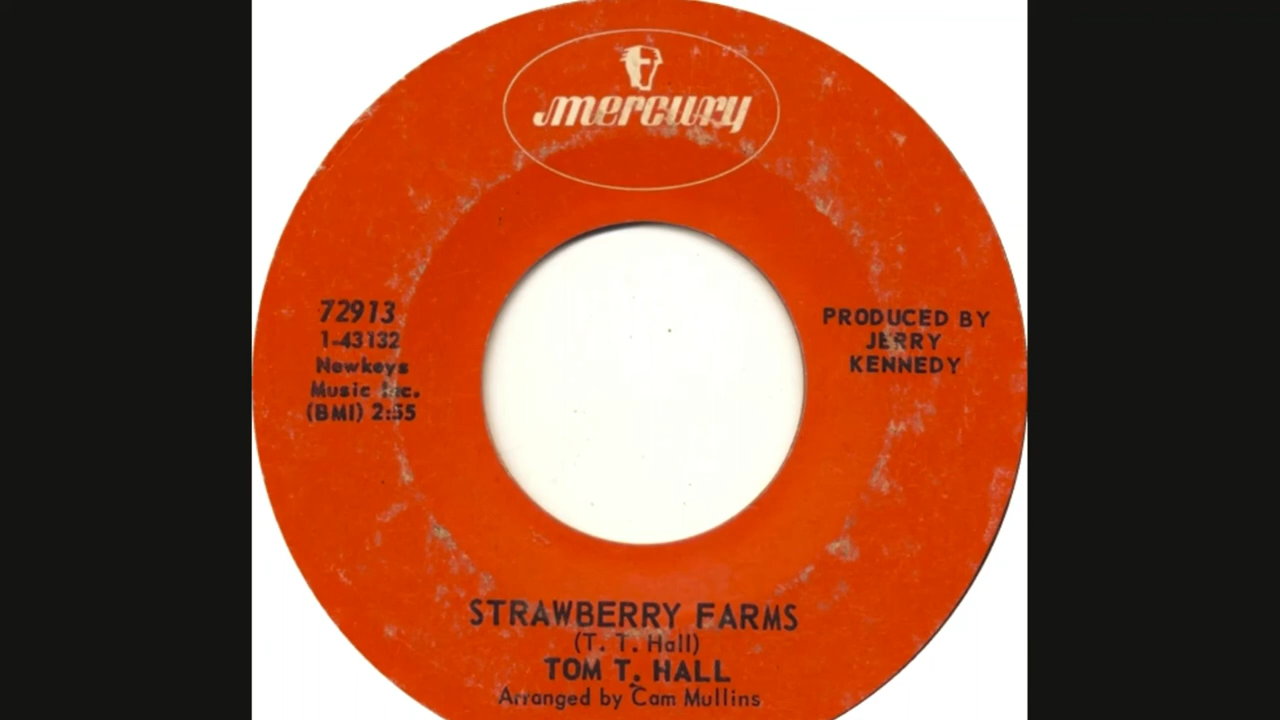 mercury
72913
1-43132
Newkeys
Music Inc.
(BMI) 2:55
PRODUCED BY
JERRY
KENNEDY
STRAWBERRY FARMS
(T. T. Hall)
TOM T. HALL
Arranged by Cam Mullins